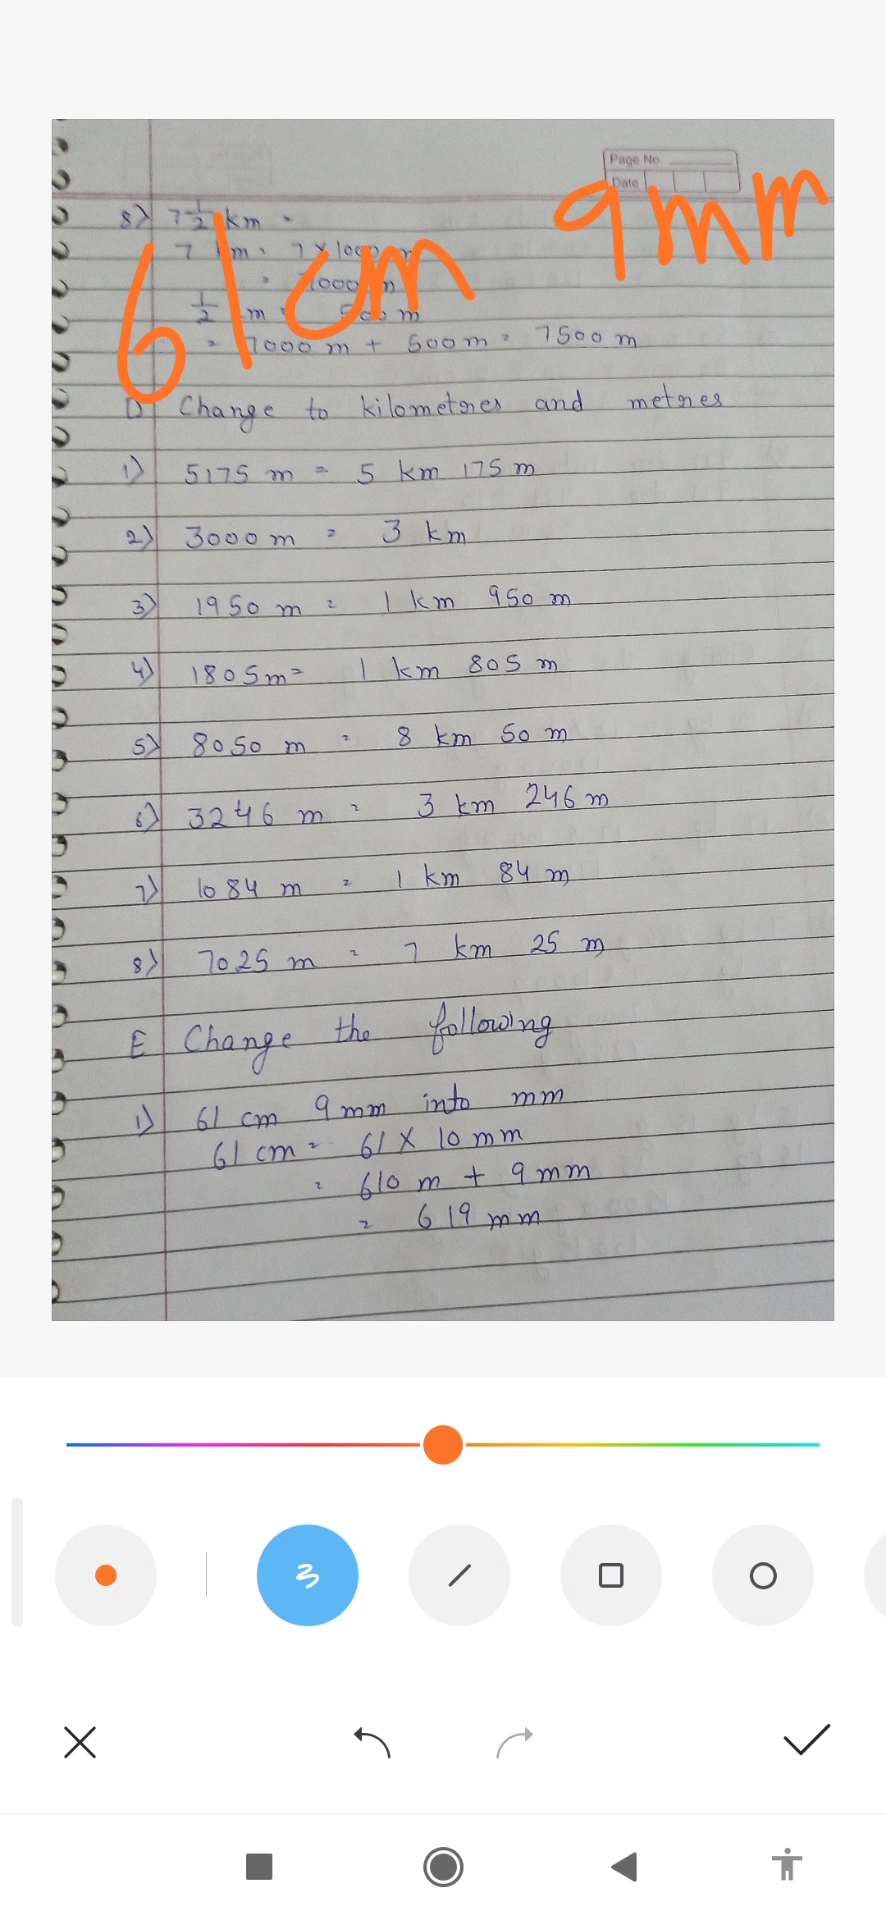 Page No
Date
61 cm 9 mm
8) 7 1/2 km =
7 km = 7 x 1000 m
= 7000 m
1/2 km = 500 m
= 7000 m + 500 m = 7500 m
D Change to kilometres and metres
1) 5175 m = 5 km 175 m
2) 3000 m = 3 km
3) 1950 m = 1 km 950 m
4) 1805 m = 1 km 805 m
5) 8050 m = 8 km 50 m
6) 3246 m = 3 km 246 m
7) 1084 m = 1 km 84 m
8) 7025 m = 7 km 25 m
E Change the following
1) 61 cm 9 mm into mm
61 cm = 61 X 10 mm
= 610 m + 9 mm
= 619 mm